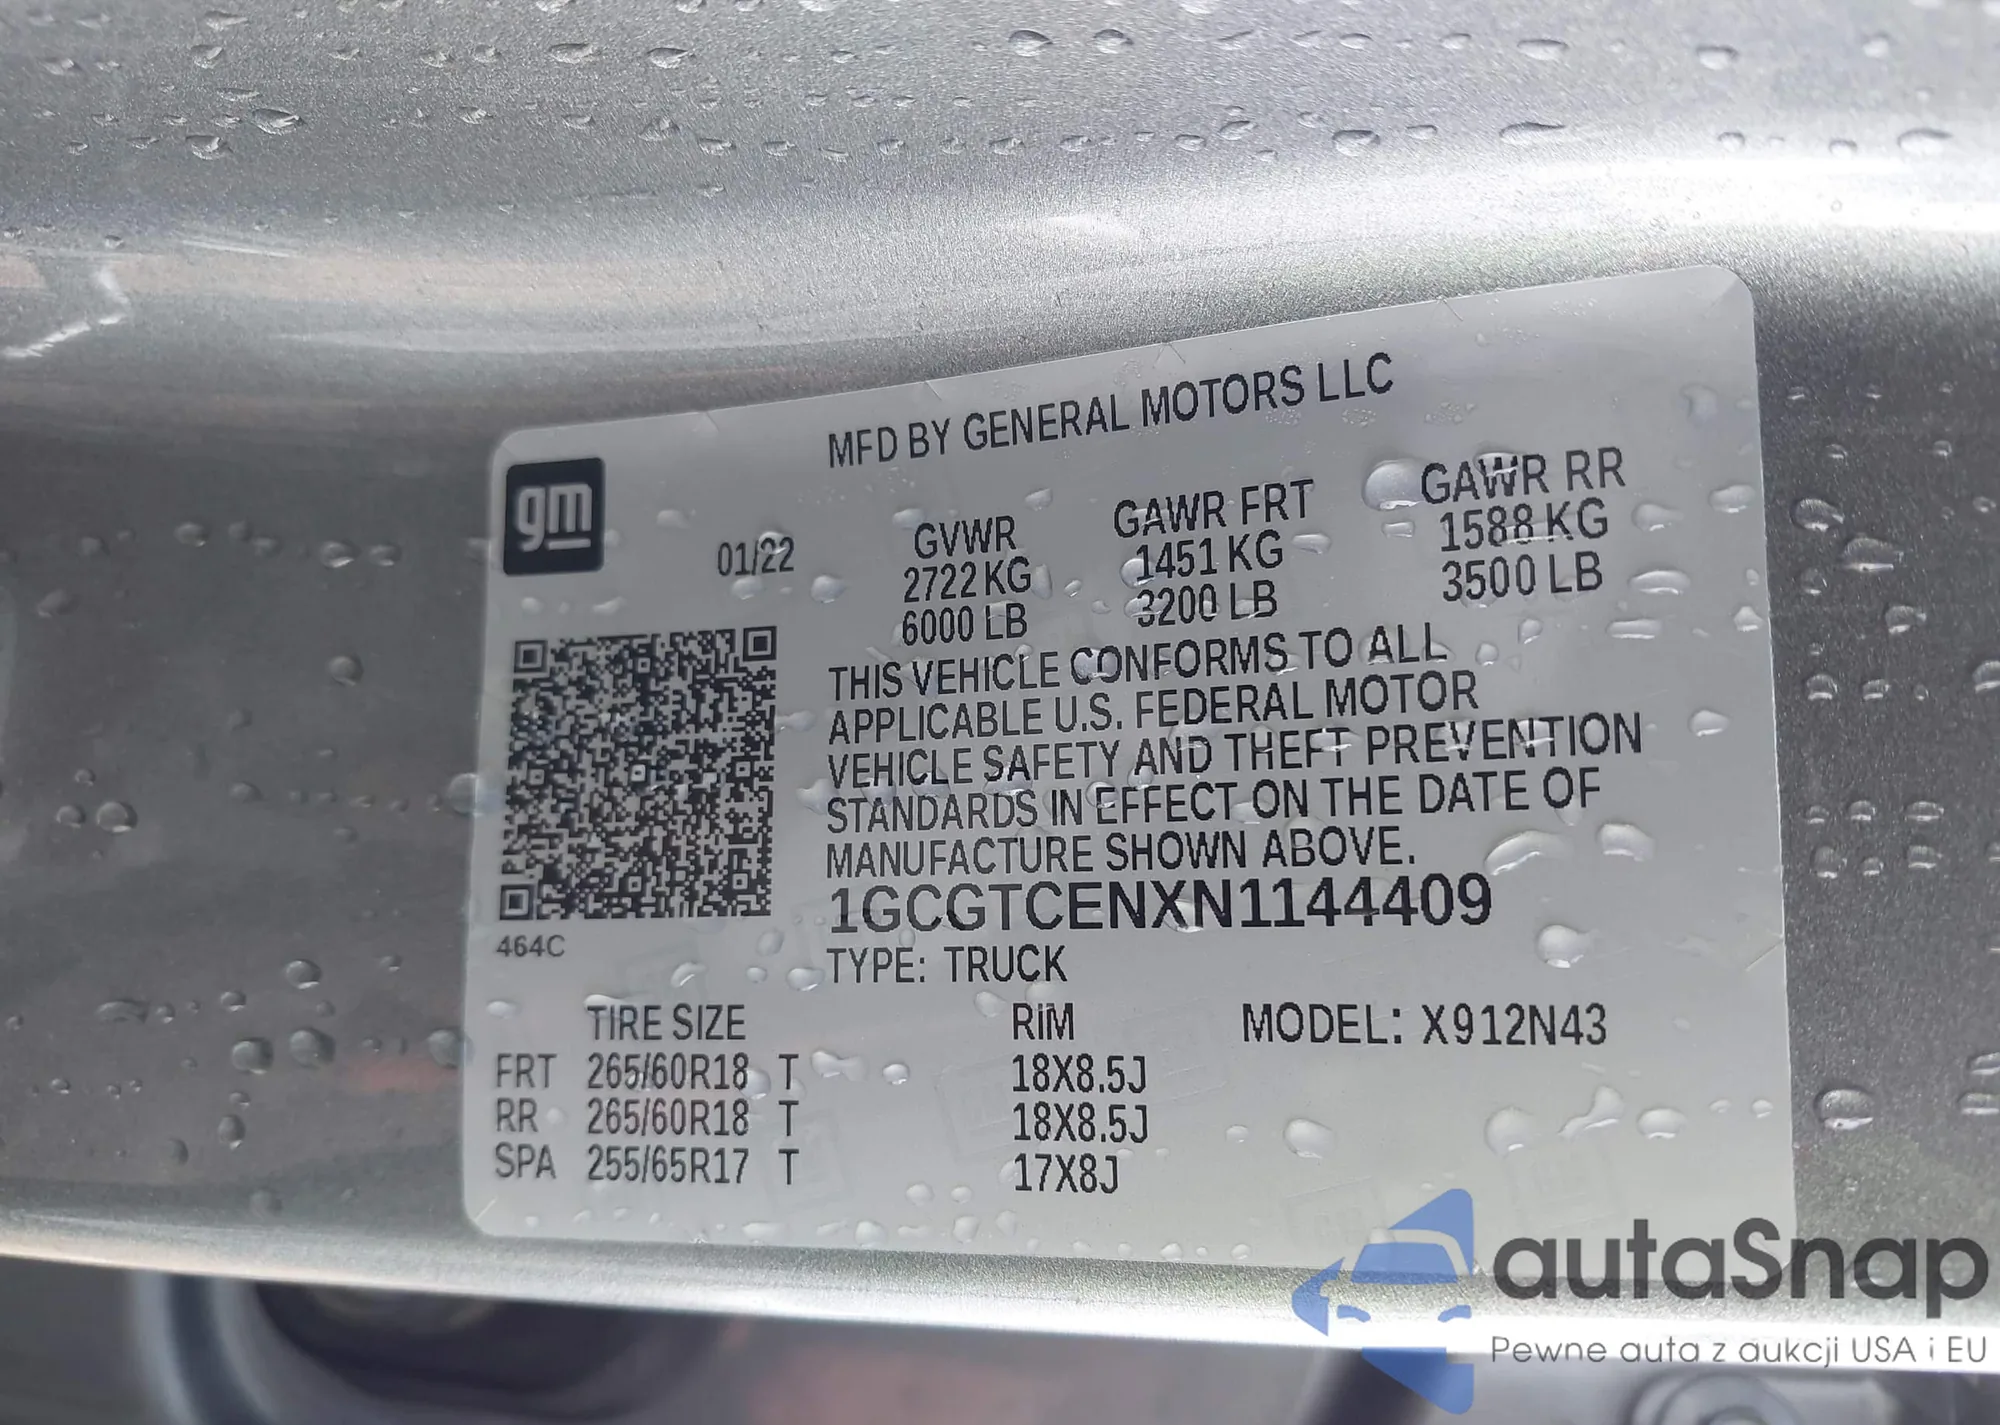 MFD BY GENERAL MOTORS LLC
gm
01/22
GVWR GAWR FRT GAWR RR
2722 KG 1451 KG 1588 KG
6000 LB 3200 LB 3500 LB
THIS VEHICLE CONFORMS TO ALL
APPLICABLE U.S. FEDERAL MOTOR
VEHICLE SAFETY AND THEFT PREVENTION
STANDARDS IN EFFECT ON THE DATE OF
MANUFACTURE SHOWN ABOVE.
1GCGTCENXN1144409
464C
TYPE: TRUCK
TIRE SIZE RIM MODEL: X912N43
FRT 265/60R18 T 18X8.5J
RR 265/60R18 T 18X8.5J
SPA 255/65R17 T 17X8J
autaSnap
Pewne auta z aukcji USA i EU